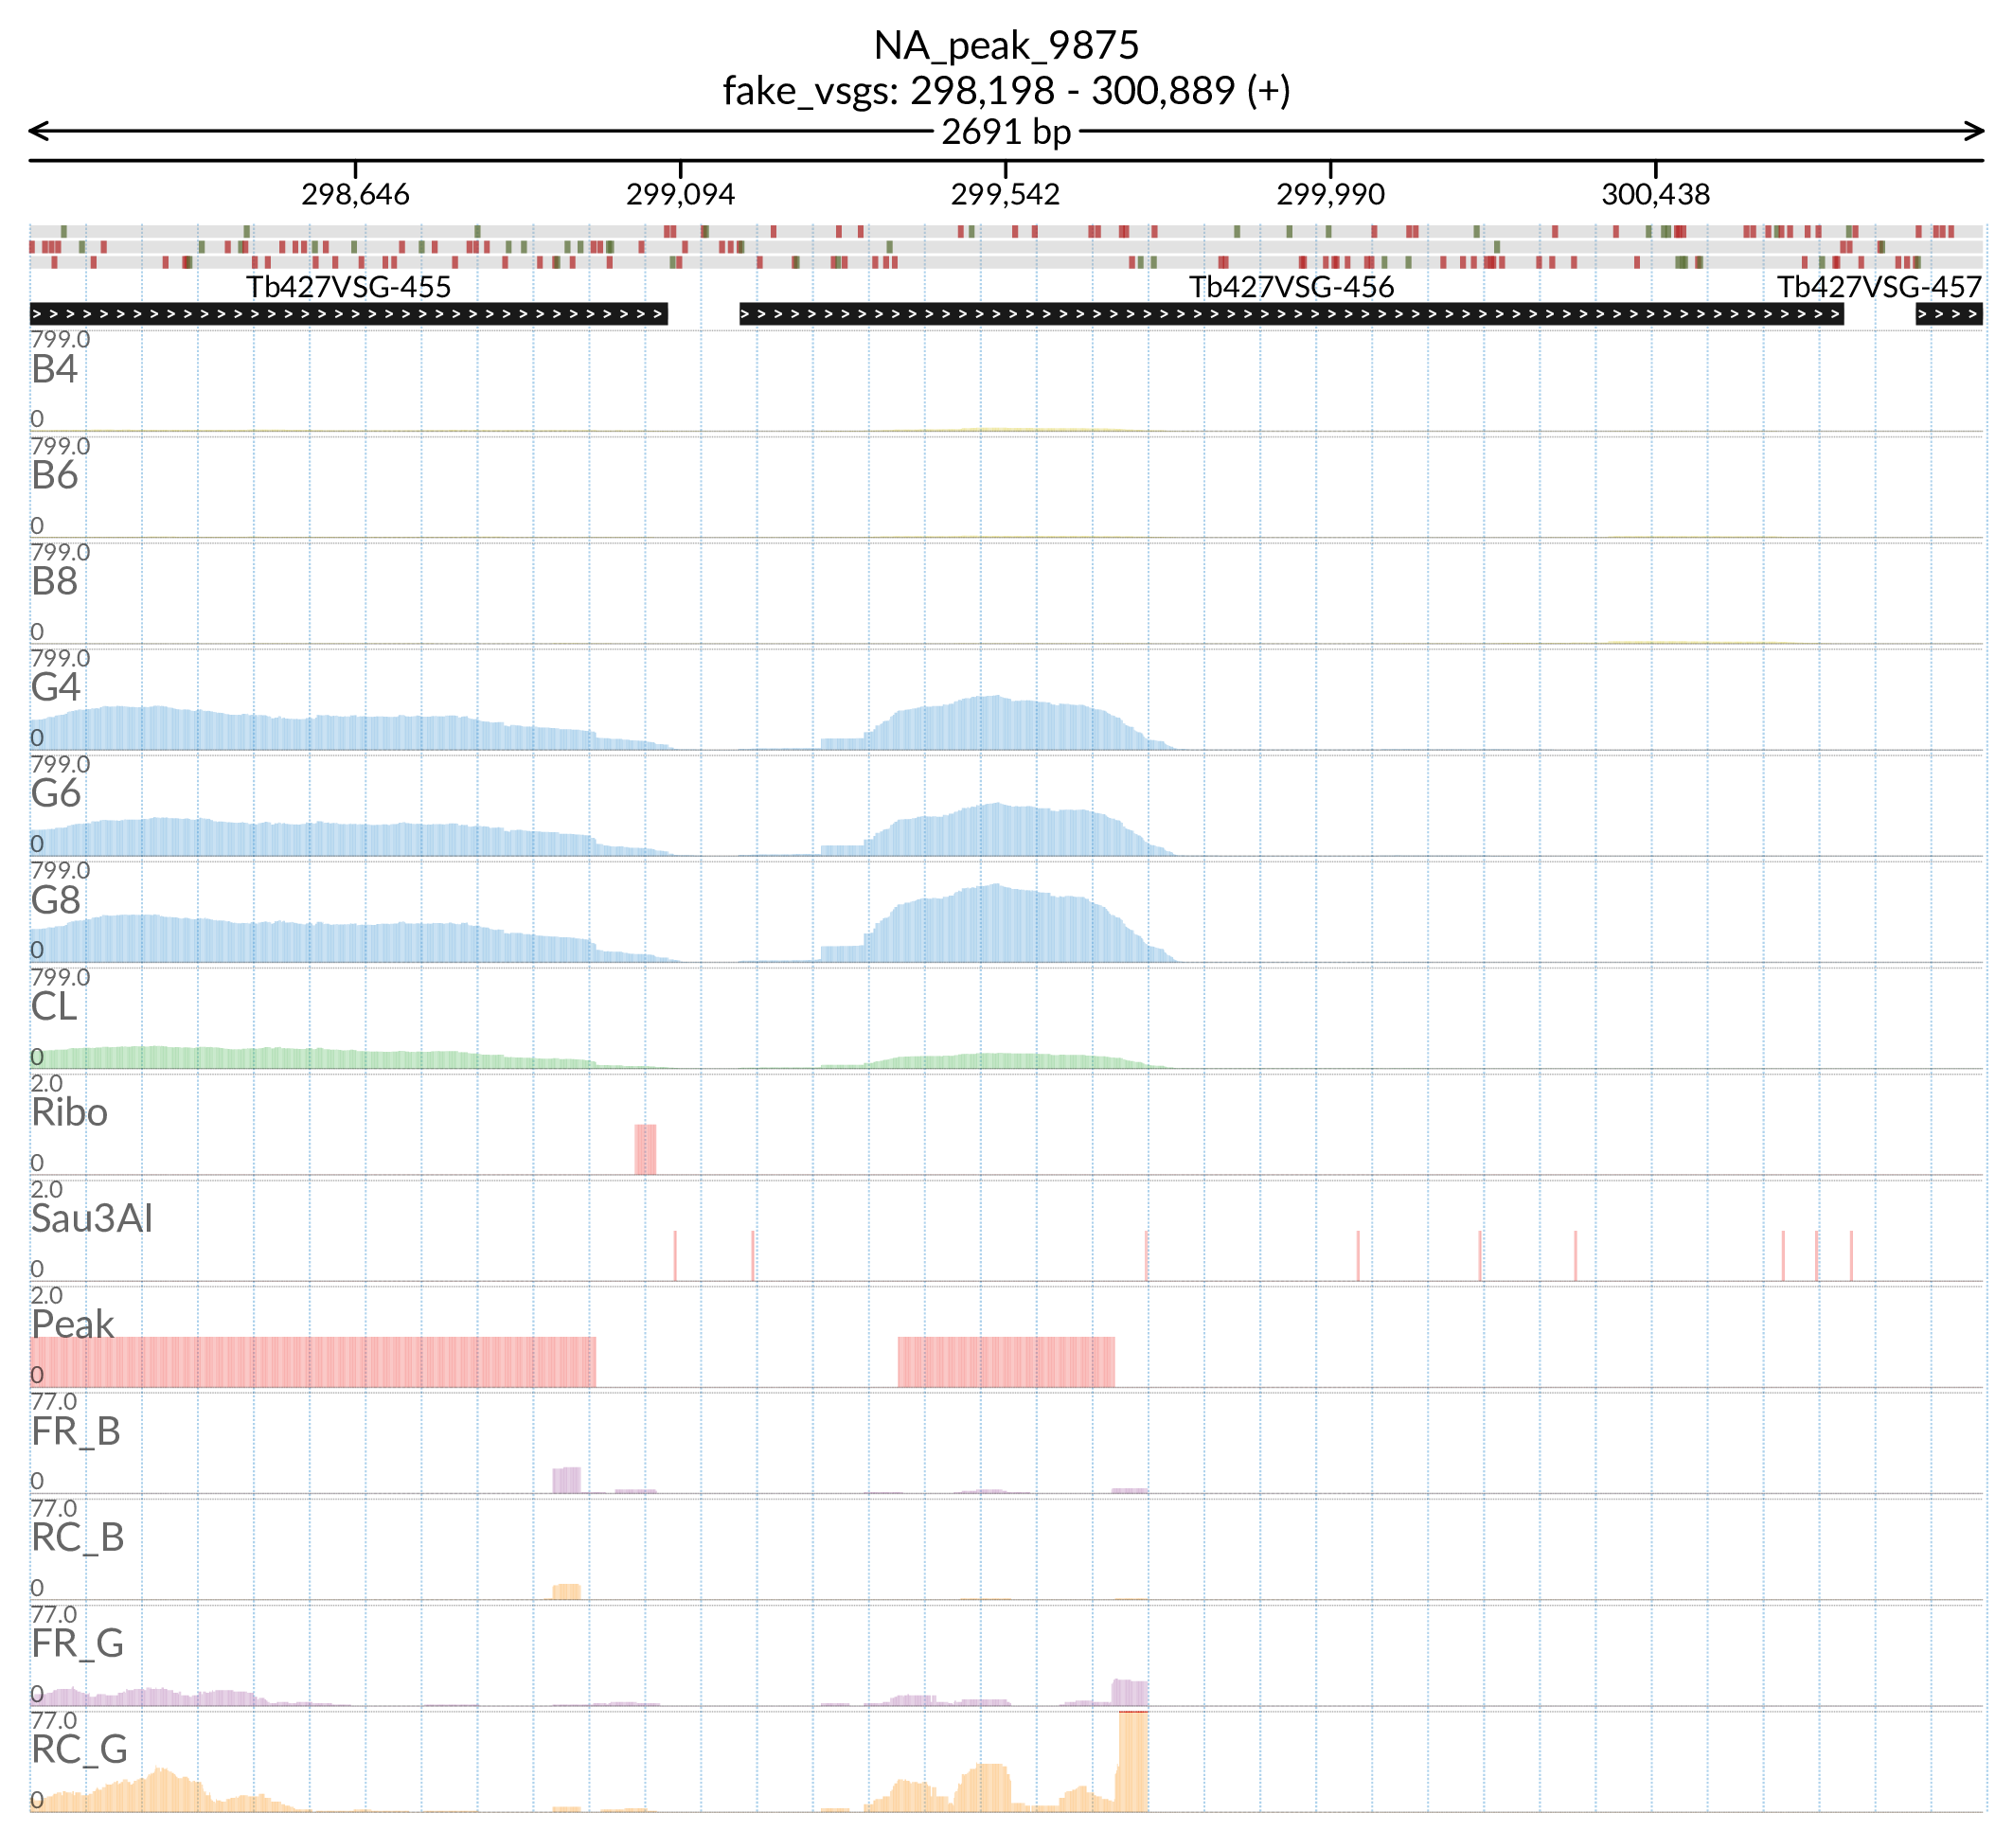 NA_peak_9875
fake_vsgs: 298,198 - 300,889 (+)
2691 bp
298,646 299,094 299,542 299,990 300,438
Tb427VSG-455 Tb427VSG-456 Tb427VSG-457
799.0
B4
0
799.0
B6
0
799.0
B8
0
799.0
G4
0
799.0
G6
0
799.0
G8
0
799.0
CL
0
2.0
Ribo
0
2.0
Sau3AI
0
2.0
Peak
0
77.0
FR_B
0
77.0
RC_B
0
77.0
FR_G
0
77.0
RC_G
0